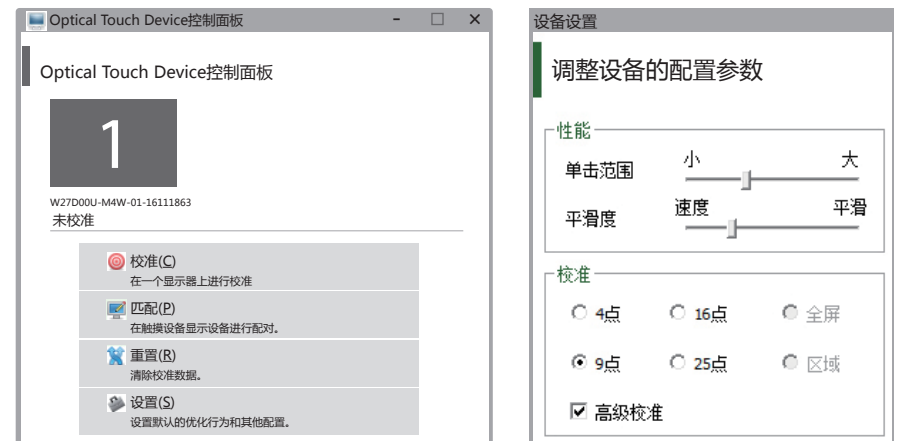 Optical Touch Device控制面板
Optical Touch Device控制面板
1
W27D00U-M4W-01-16111863
未校准
校准(C)
在一个显示器上进行校准
匹配(P)
在触摸设备显示设备进行配对。
重置(R)
清除校准数据。
设置(S)
设置默认的优化行为和其他配置。
设备设置
调整设备的配置参数
性能
单击范围 小 大
平滑度 速度 平滑
校准
4点 16点 全屏
9点 25点 区域
高级校准